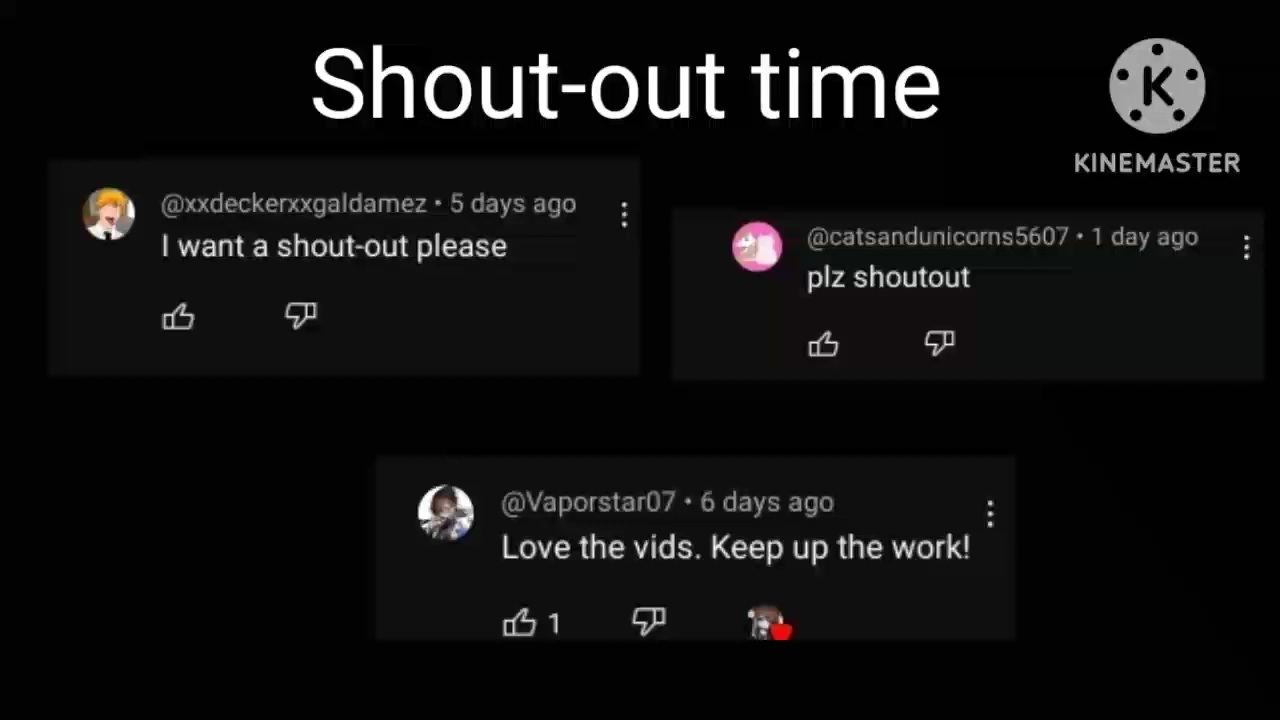 Shout-out time
K
KINEMASTER
@xxdeckerxxgaldamez • 5 days ago
I want a shout-out please
@catsandunicorns5607 • 1 day ago
plz shoutout
@Vaporstar07 • 6 days ago
Love the vids. Keep up the work!
1